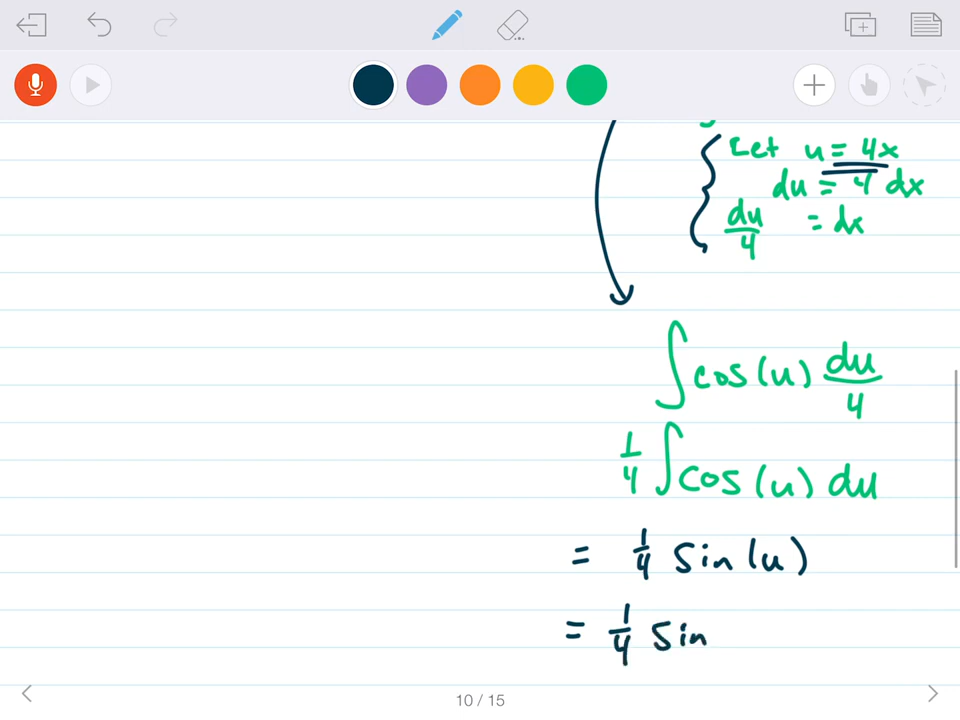 Let u = 4x
du = 4 dx
du/4 = dx
∫ cos(u) du/4
1/4 ∫ cos(u) du
= 1/4 sin(u)
= 1/4 sin
10 / 15